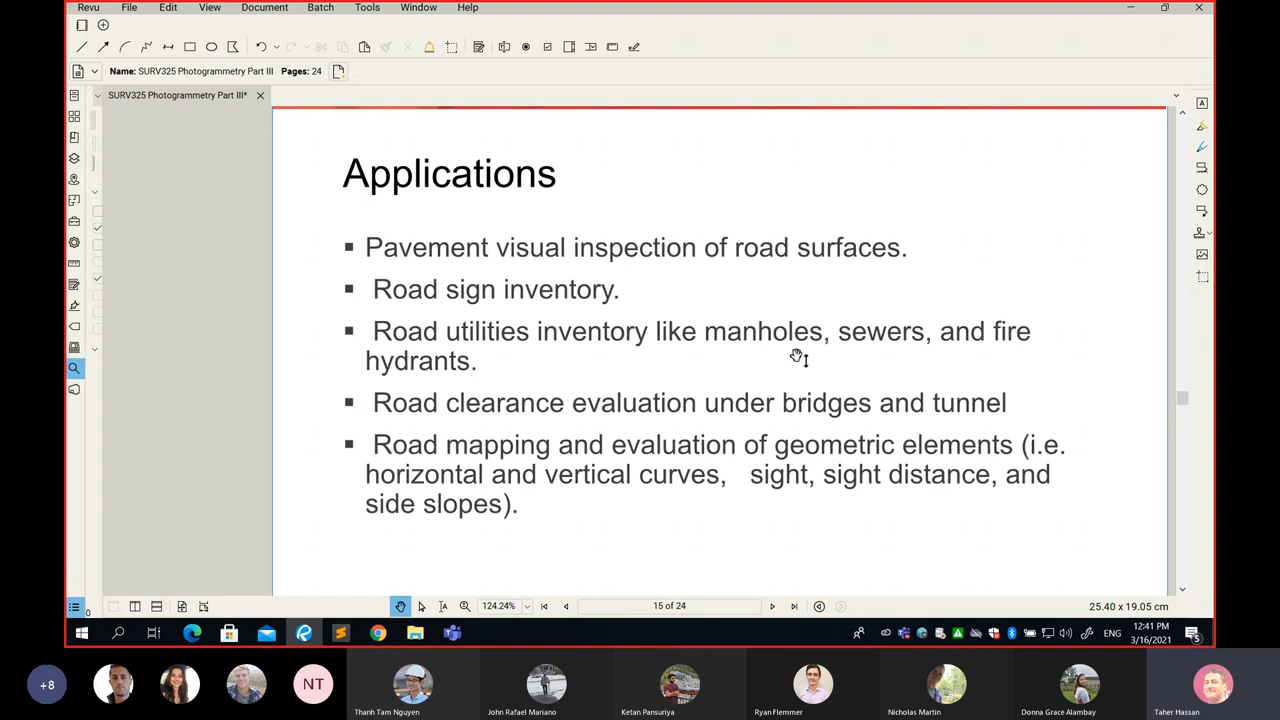 Revu File Edit View Document Batch Tools Window Help
Name: SURV325 Photogrammetry Part III Pages: 24
SURV325 Photogrammetry Part III*
Applications
▪ Pavement visual inspection of road surfaces.
▪ Road sign inventory.
▪ Road utilities inventory like manholes, sewers, and fire
hydrants.
▪ Road clearance evaluation under bridges and tunnel
▪ Road mapping and evaluation of geometric elements (i.e.
horizontal and vertical curves, sight, sight distance, and
side slopes).
0
124.24% 15 of 24 25.40 x 19.05 cm
ENG
12:41 PM
3/16/2021
5
+8 NT
Thanh Tam Nguyen John Rafael Mariano Ketan Pansuriya Ryan Flemmer Nicholas Martin Donna Grace Alambay Taher Hassan